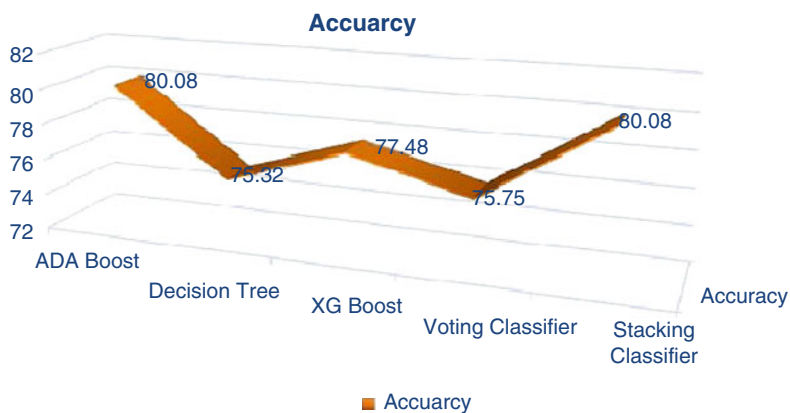 Accuarcy
82
80
78
76
74
72
80.08
75.32
77.48
75.75
80.08
ADA Boost
Decision Tree
XG Boost
Voting Classifier
Stacking
Classifier
Accuracy
Accuarcy